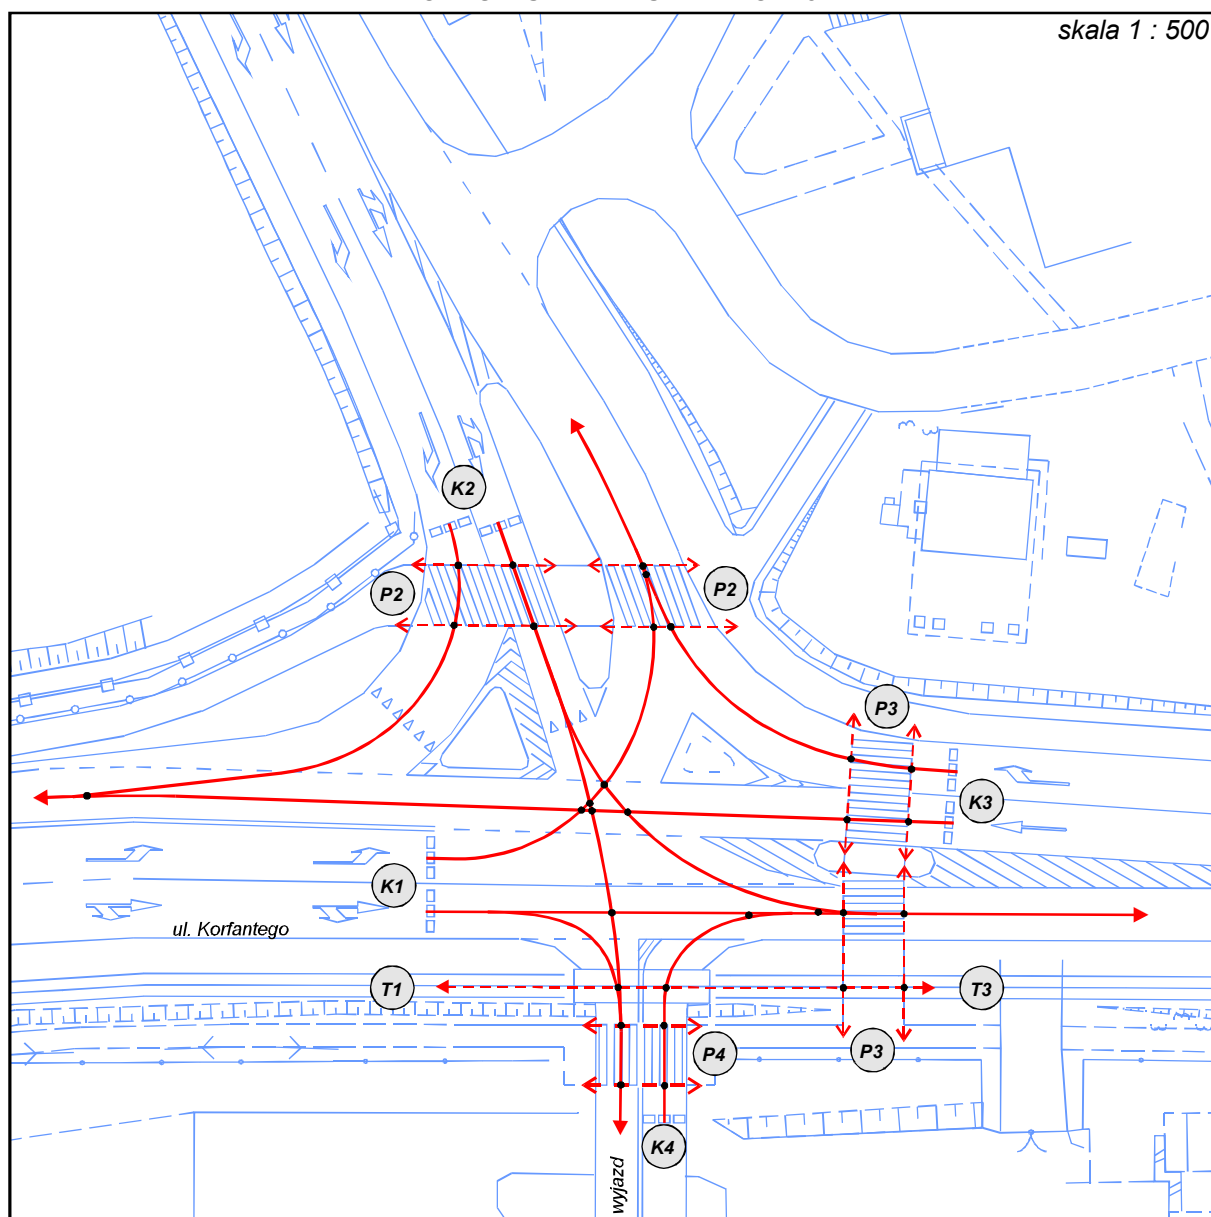 skala 1 : 500
K2
P2
P2
P3
K3
K1
ul. Korfantego
T1
T3
P4
P3
K4
wyjazd